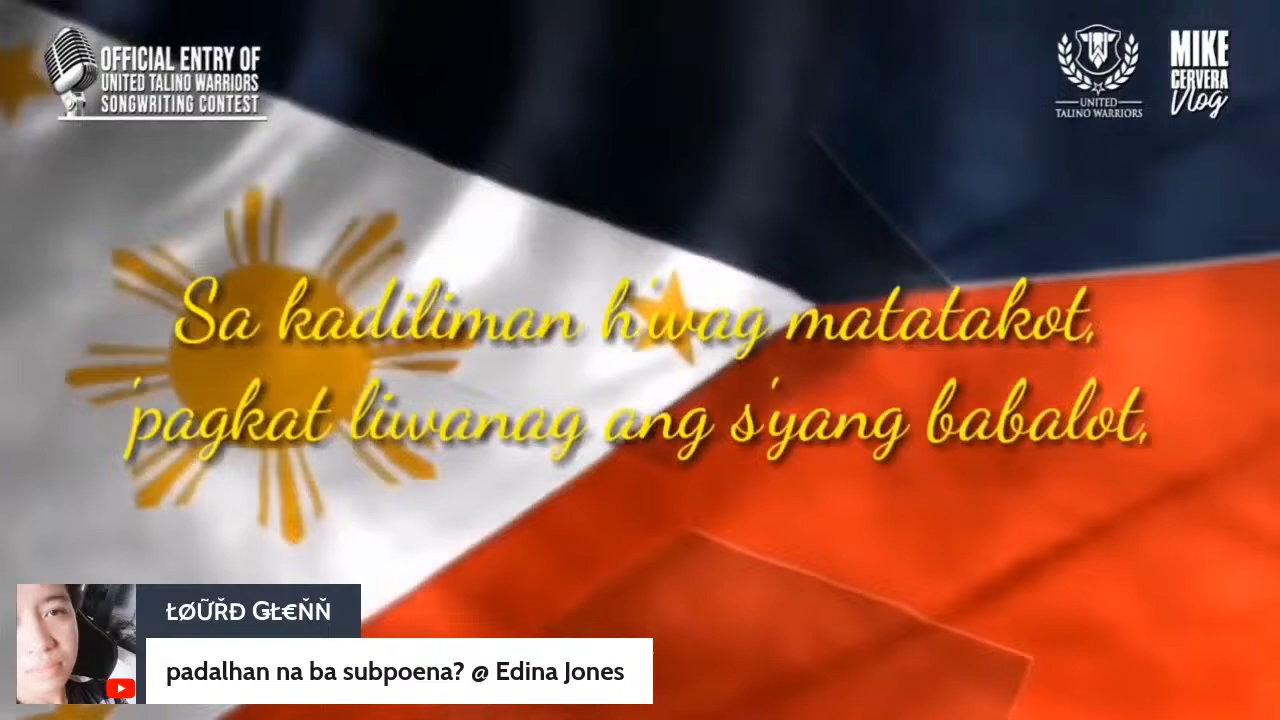 OFFICIAL ENTRY OF
UNITED TALINO WARRIORS
SONGWRITING CONTEST
UNITED
TALINO WARRIORS
MIKE
CERVERA
Vlog
Sa kadiliman h'wag matatakot,
'pagkat liwanag ang s'yang babalot,
ŁØŨŘĐ GŁ€ŇŇ
padalhan na ba subpoena? @ Edina Jones